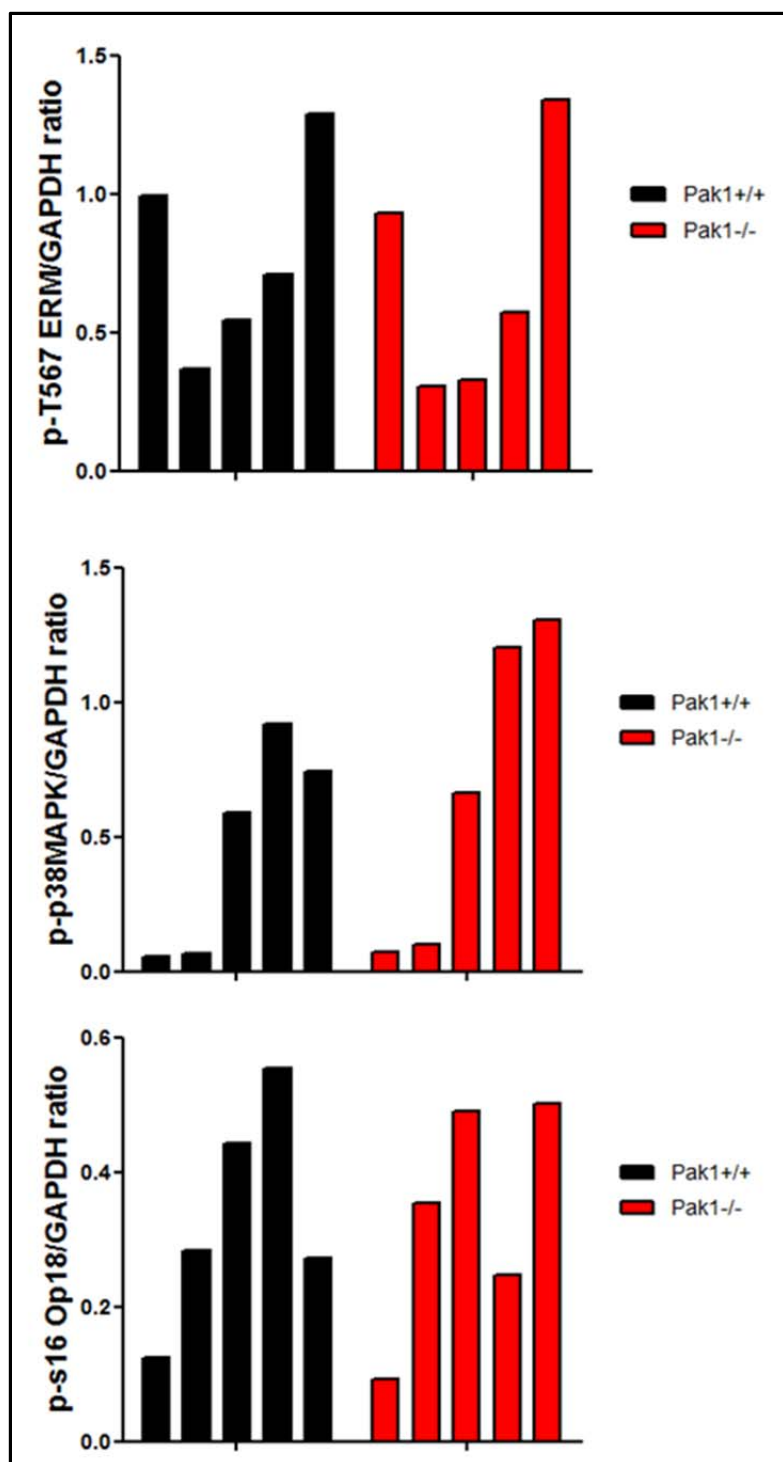 p-T567 ERM/GAPDH ratio
1.5
1.0
0.5
0.0
Pak1+/+
Pak1-/-
p-p38MAPK/GAPDH ratio
1.5
1.0
0.5
0.0
Pak1+/+
Pak1-/-
p-s16 Op18/GAPDH ratio
0.6
0.4
0.2
0.0
Pak1+/+
Pak1-/-